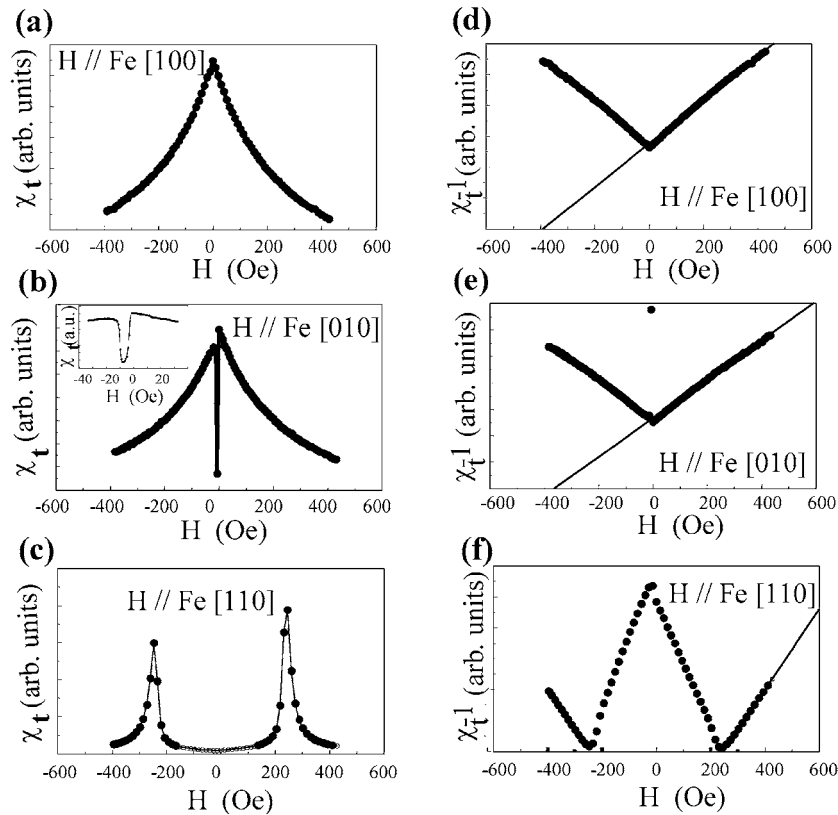 (a)
H // Fe [100]
χt (arb. units)
-600 -400 -200 0 200 400 600
H (Oe)
(d)
χt-1 (arb. units)
H // Fe [100]
-600 -400 -200 0 200 400 600
H (Oe)
(b)
χt(a.u.)
-40 -20 0 20
H (Oe)
H // Fe [010]
χt (arb. units)
-600 -400 -200 0 200 400 600
H (Oe)
(e)
χt-1 (arb. units)
H // Fe [010]
-600 -400 -200 0 200 400 600
H (Oe)
(c)
H // Fe [110]
χt (arb. units)
-600 -400 -200 0 200 400 600
H (Oe)
(f)
H // Fe [110]
χt-1 (arb. units)
-600 -400 -200 0 200 400 600
H (Oe)